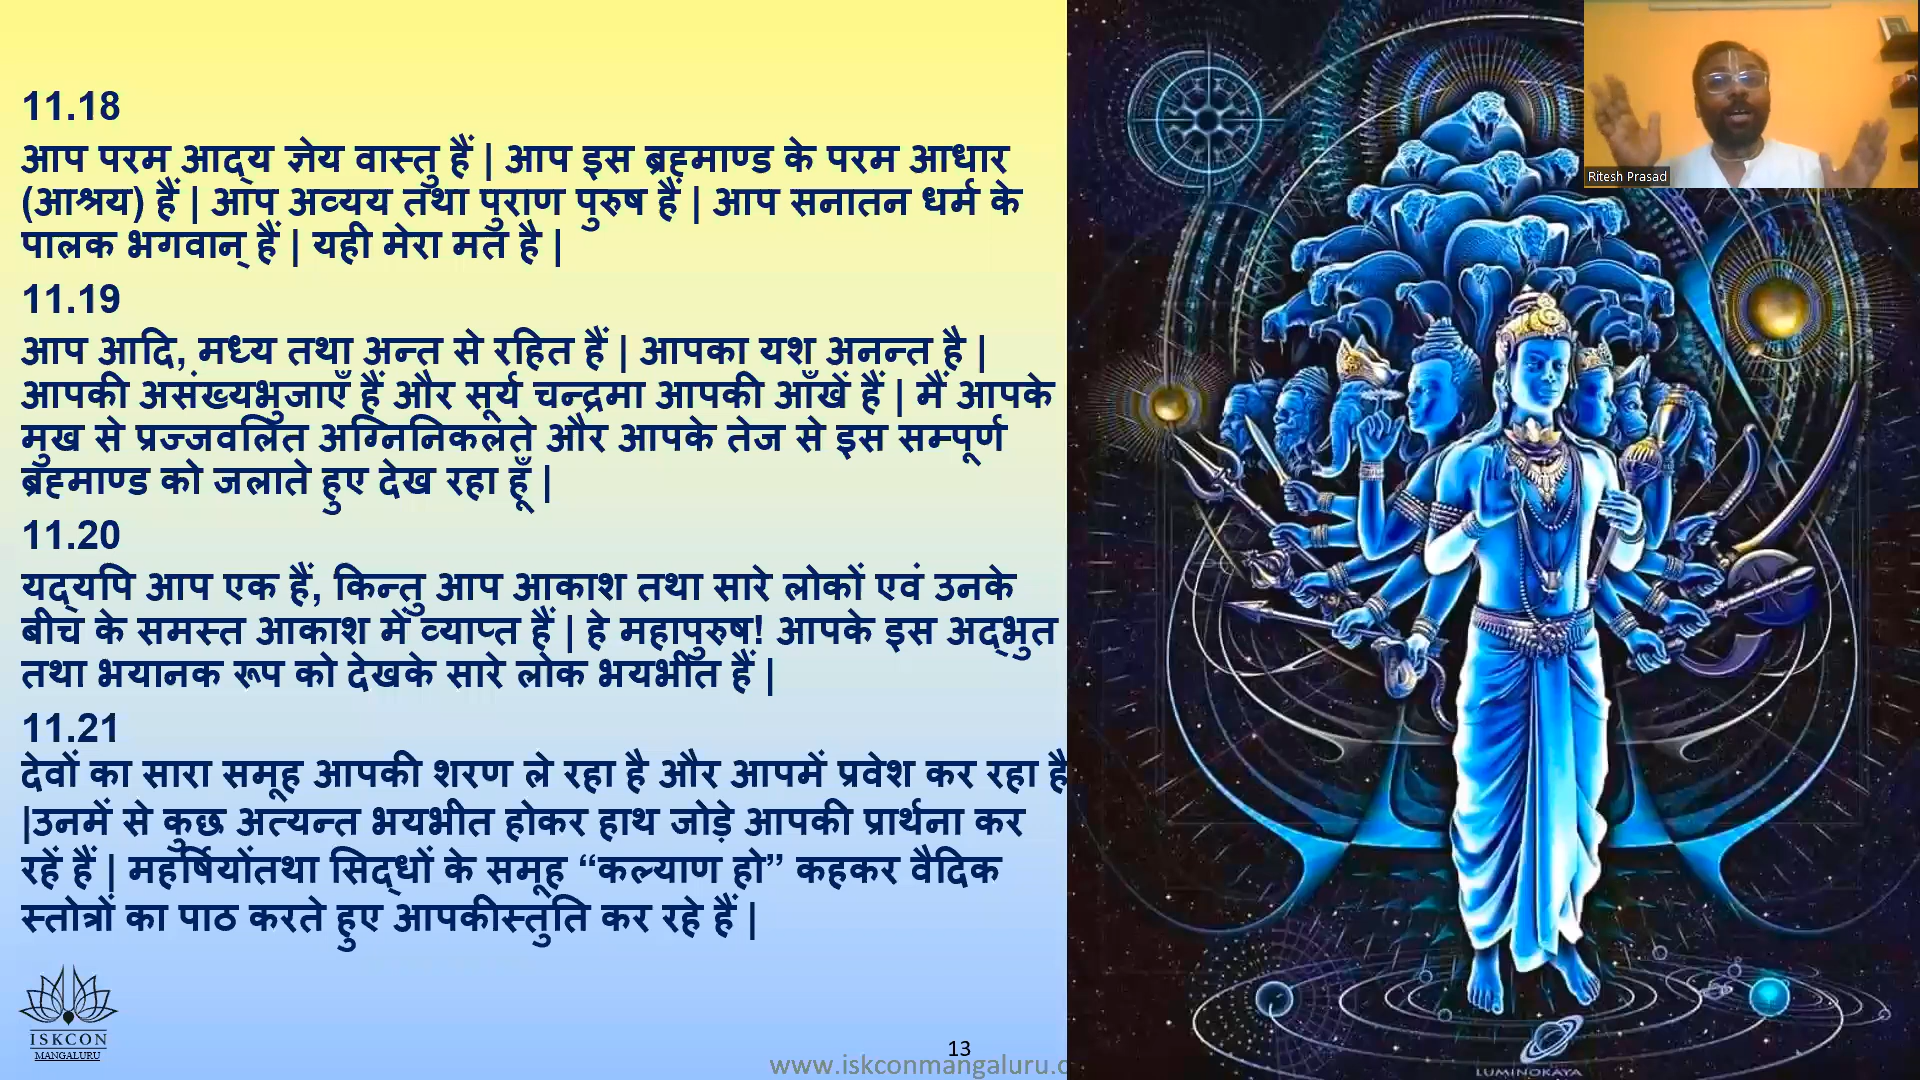 11.18
आप परम आद्य ज्ञेय वास्तु हैं | आप इस ब्रह्माण्ड के परम आधार
(आश्रय) हैं | आप अव्यय तथा पुराण पुरुष हैं | आप सनातन धर्म के
पालक भगवान् हैं | यही मेरा मत है |
11.19
आप आदि, मध्य तथा अन्त से रहित हैं | आपका यश अनन्त है |
आपकी असंख्यभुजाएँ हैं और सूर्य चन्द्रमा आपकी आँखें हैं | मैं आपके
मुख से प्रज्जवलित अग्निनिकलते और आपके तेज से इस सम्पूर्ण
ब्रह्माण्ड को जलाते हुए देख रहा हूँ |
11.20
यद्यपि आप एक हैं, किन्तु आप आकाश तथा सारे लोकों एवं उनके
बीच के समस्त आकाश में व्याप्त हैं | हे महापुरुष! आपके इस अद्भुत
तथा भयानक रूप को देखके सारे लोक भयभीत हैं |
11.21
देवों का सारा समूह आपकी शरण ले रहा है और आपमें प्रवेश कर रहा है
|उनमें से कुछ अत्यन्त भयभीत होकर हाथ जोड़े आपकी प्रार्थना कर
रहें हैं | महर्षियोंतथा सिद्धों के समूह “कल्याण हो” कहकर वैदिक
स्तोत्रों का पाठ करते हुए आपकीस्तुति कर रहे हैं |
ISKCON
MANGALURU
13
www.iskconmangaluru.c
Ritesh Prasad
LUMINOKAYA